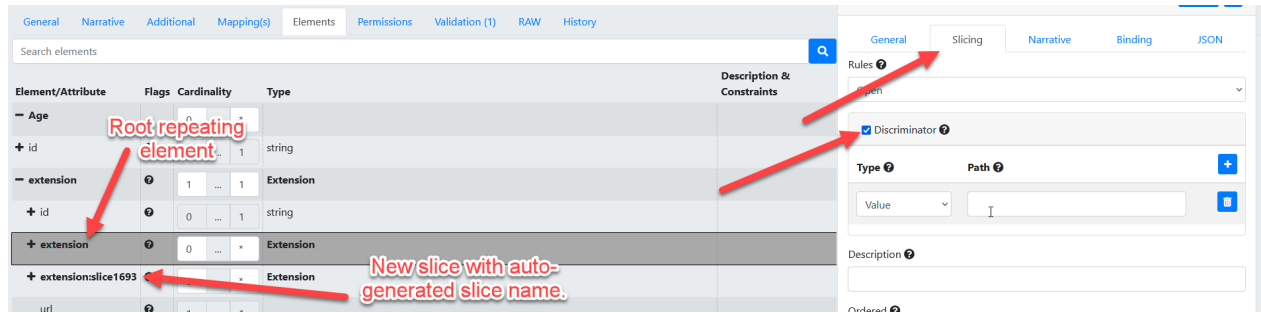 General Narrative Additional Mapping(s) Elements Permissions Validation (1) RAW History
Search elements
Element/Attribute Flags Cardinality Type Description &
Constraints
Age 0 *
id 1 string
extension 1 ... 1 Extension
id 0 ... 1 string
extension 0 ... * Extension
extension:slice1693 * Extension
url
Root repeating
element
New slice with auto-
generated slice name.
General Slicing Narrative Binding JSON
Rules
Open
Discriminator
Type Path
Value
Description
Ordered